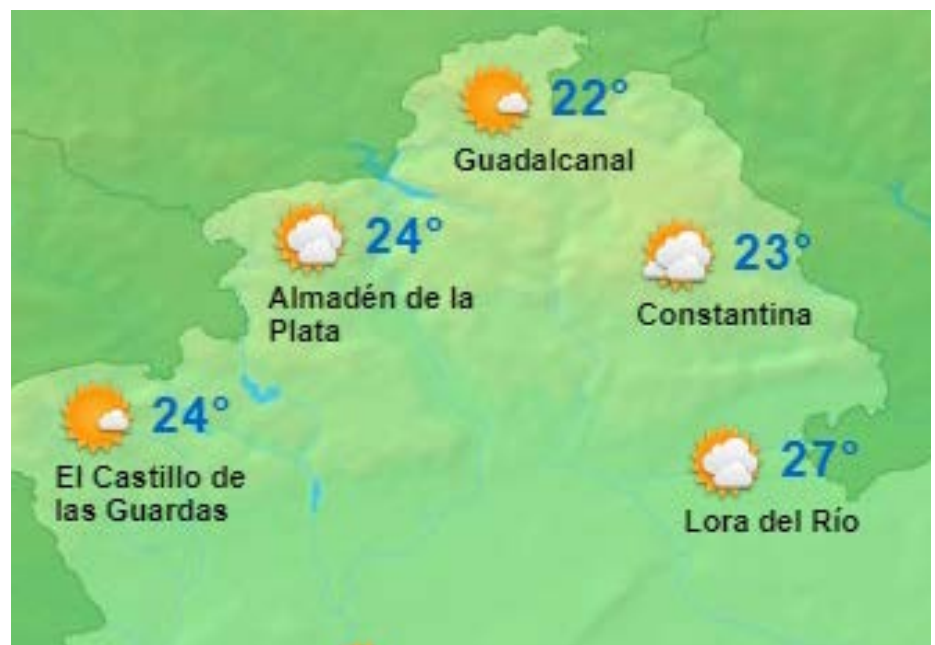 22°
Guadalcanal
24°
Almadén de la
Plata
23°
Constantina
24°
El Castillo de
las Guardas
27°
Lora del Río